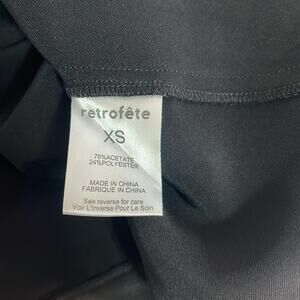 retrofête
XS
76%ACETATE
24%POLYESTER
MADE IN CHINA
FABRIQUE IN CHINA
See reverse for care
Voir L'Inverse Pour Le Soin